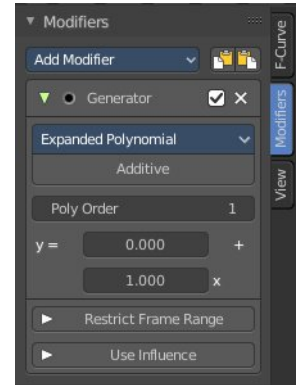 Modifiers
Add Modifier
Generator
Expanded Polynomial
Additive
Poly Order 1
y = 0.000 +
1.000 x
Restrict Frame Range
Use Influence
F-Curve
Modifiers
View